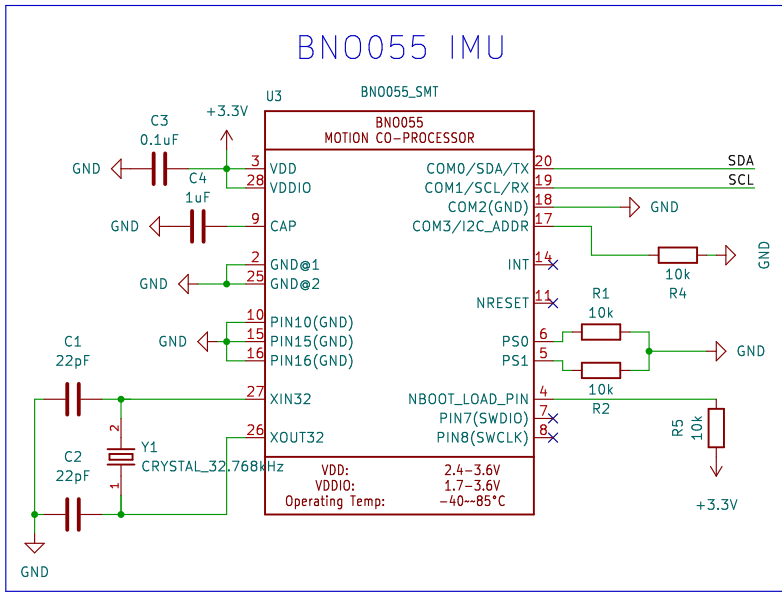 BNO055 IMU
U3
BNO055_SMT
+3.3V
C3
0.1uF
GND
C4
1uF
GND
BNO055
MOTION CO-PROCESSOR
3 VDD
28 VDDIO
9 CAP
2 GND@1
25 GND@2
GND
10 PIN10(GND)
15 PIN15(GND)
16 PIN16(GND)
GND
27 XIN32
26 XOUT32
COM0/SDA/TX 20 SDA
COM1/SCL/RX 19 SCL
COM2(GND) 18 GND
COM3/I2C_ADDR 17
INT 14
NRESET 11
PS0 6
PS1 5
NBOOT_LOAD_PIN 4
PIN7(SWDIO) 7
PIN8(SWCLK) 8
10k
R4
GND
R1
10k
10k
R2
GND
R5
10k
+3.3V
C1
22pF
C2
22pF
2
1
Y1
CRYSTAL_32.768kHz
GND
VDD: 2.4-3.6V
VDDIO: 1.7-3.6V
Operating Temp: -40~~85°C